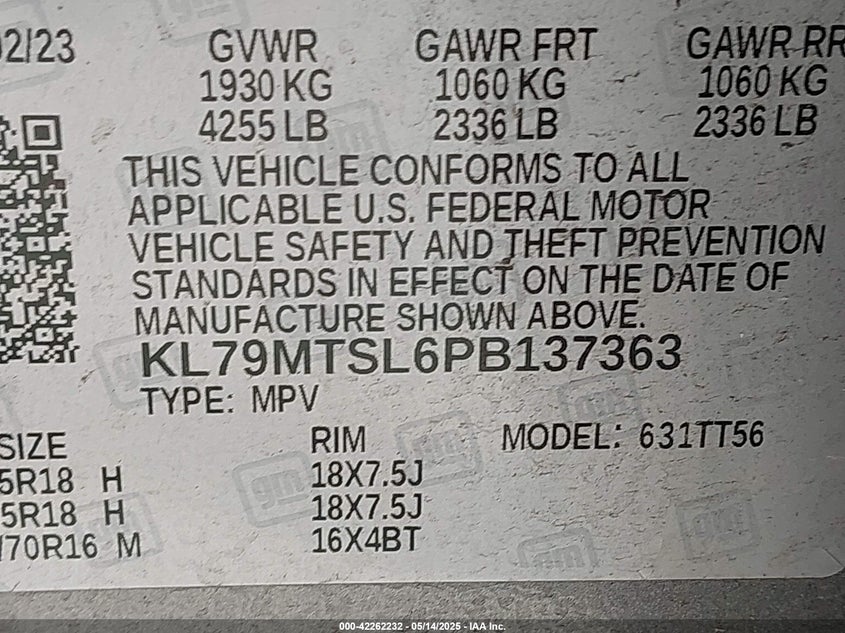 02/23 GVWR GAWR FRT GAWR RR
1930 KG 1060 KG 1060 KG
4255 LB 2336 LB 2336 LB
THIS VEHICLE CONFORMS TO ALL
APPLICABLE U.S. FEDERAL MOTOR
VEHICLE SAFETY AND THEFT PREVENTION
STANDARDS IN EFFECT ON THE DATE OF
MANUFACTURE SHOWN ABOVE.
KL79MTSL6PB137363
TYPE: MPV
SIZE RIM MODEL: 631TT56
5R18 H 18X7.5J
5R18 H 18X7.5J
/70R16 M 16X4BT
gm
000-42262232 - 05/14/2025 - IAA Inc.